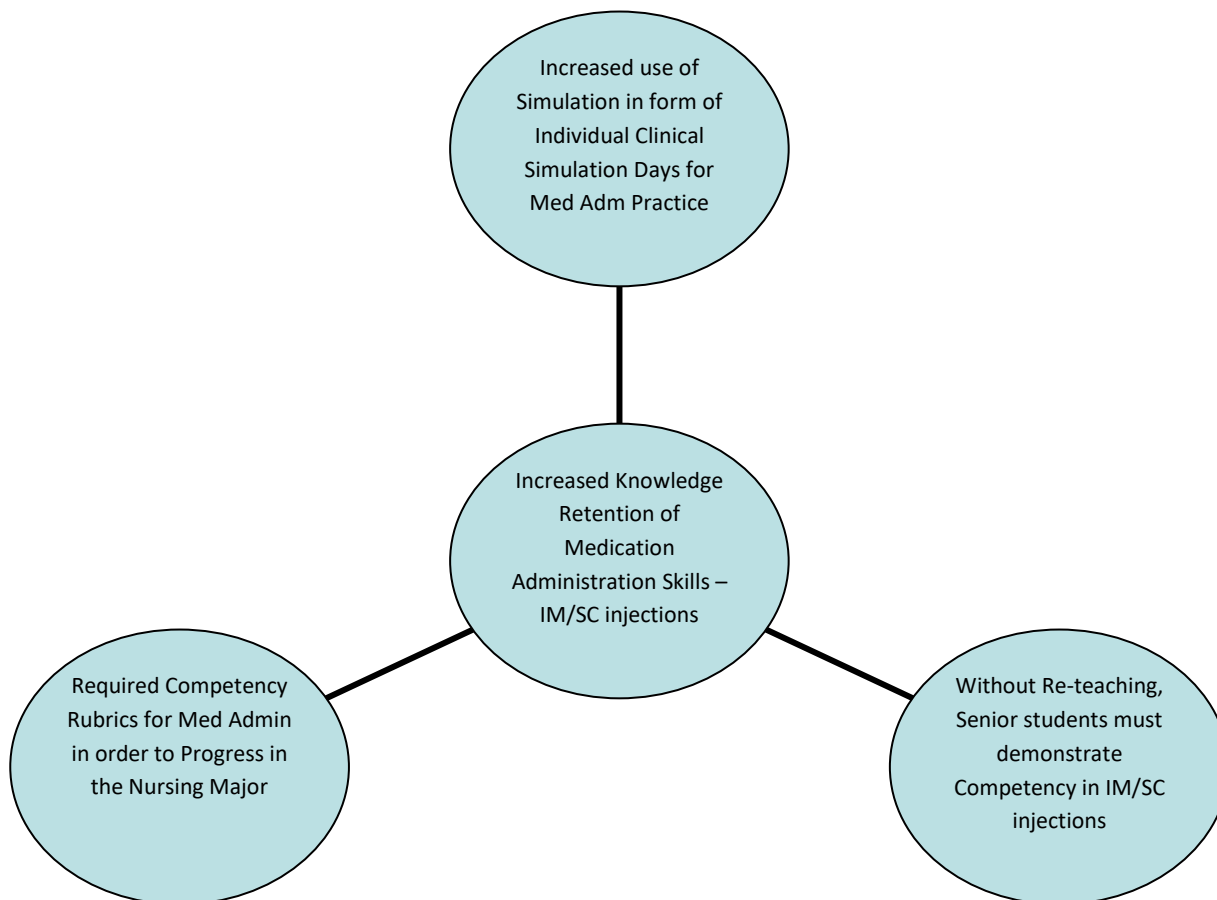 Increased use of
Simulation in form of
Individual Clinical
Simulation Days for
Med Adm Practice
Increased Knowledge
Retention of
Medication
Administration Skills –
IM/SC injections
Required Competency
Rubrics for Med Admin
in order to Progress in
the Nursing Major
Without Re-teaching,
Senior students must
demonstrate
Competency in IM/SC
injections